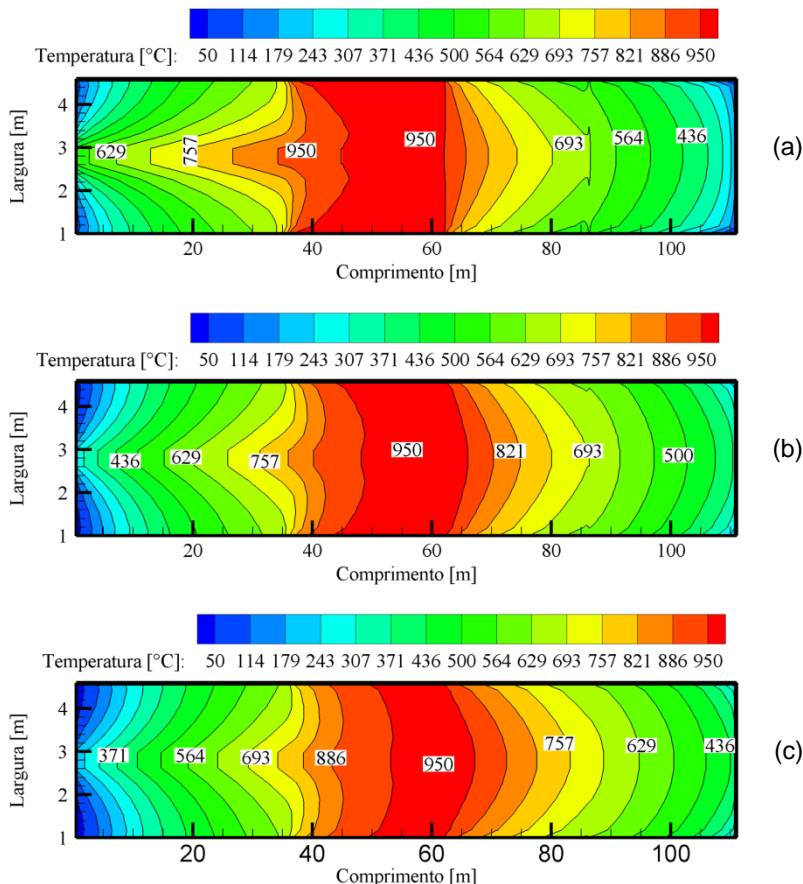 Temperatura [°C]: 50 114 179 243 307 371 436 500 564 629 693 757 821 886 950
Largura [m]
4
3
2
1
629 757 950 950 693 564 436
(a)
20 40 60 80 100
Comprimento [m]
Temperatura [°C]: 50 114 179 243 307 371 436 500 564 629 693 757 821 886 950
Largura [m]
4
3
2
1
436 629 757 950 821 693 500
(b)
20 40 60 80 100
Comprimento [m]
Temperatura [°C]: 50 114 179 243 307 371 436 500 564 629 693 757 821 886 950
Largura [m]
4
3
2
1
371 564 693 886 950 757 629 436
(c)
20 40 60 80 100
Comprimento [m]